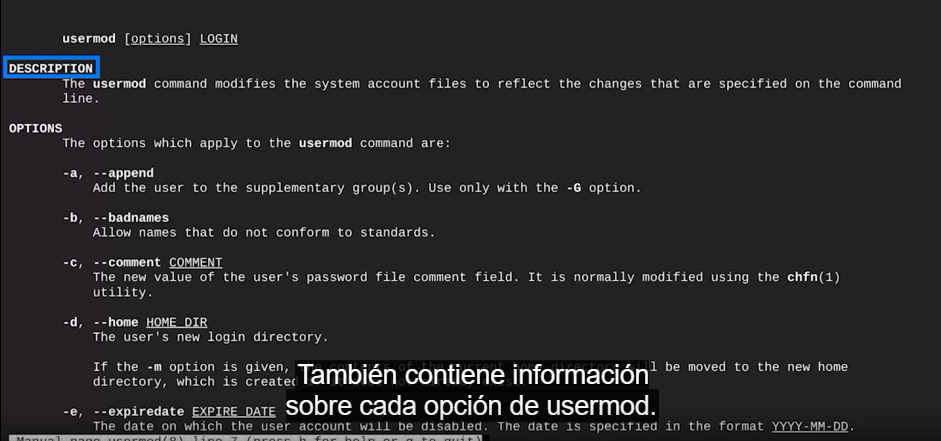 usermod [options] LOGIN
DESCRIPTION
The usermod command modifies the system account files to reflect the changes that are specified on the command
line.
OPTIONS
The options which apply to the usermod command are:
-a, --append
Add the user to the supplementary group(s). Use only with the -G option.
-b, --badnames
Allow names that do not conform to standards.
-c, --comment COMMENT
The new value of the user's password file comment field. It is normally modified using the chfn(1)
utility.
-d, --home HOME_DIR
The user's new login directory.
If the -m option is given, be moved to the new home
directory, which is created
También contiene información
sobre cada opción de usermod.
-e, --expiredate EXPIRE_DATE
The date on which the user account will be disabled. The date is specified in the format YYYY-MM-DD.
Manual page usermod(8) line 7 (press h for help or q to quit)